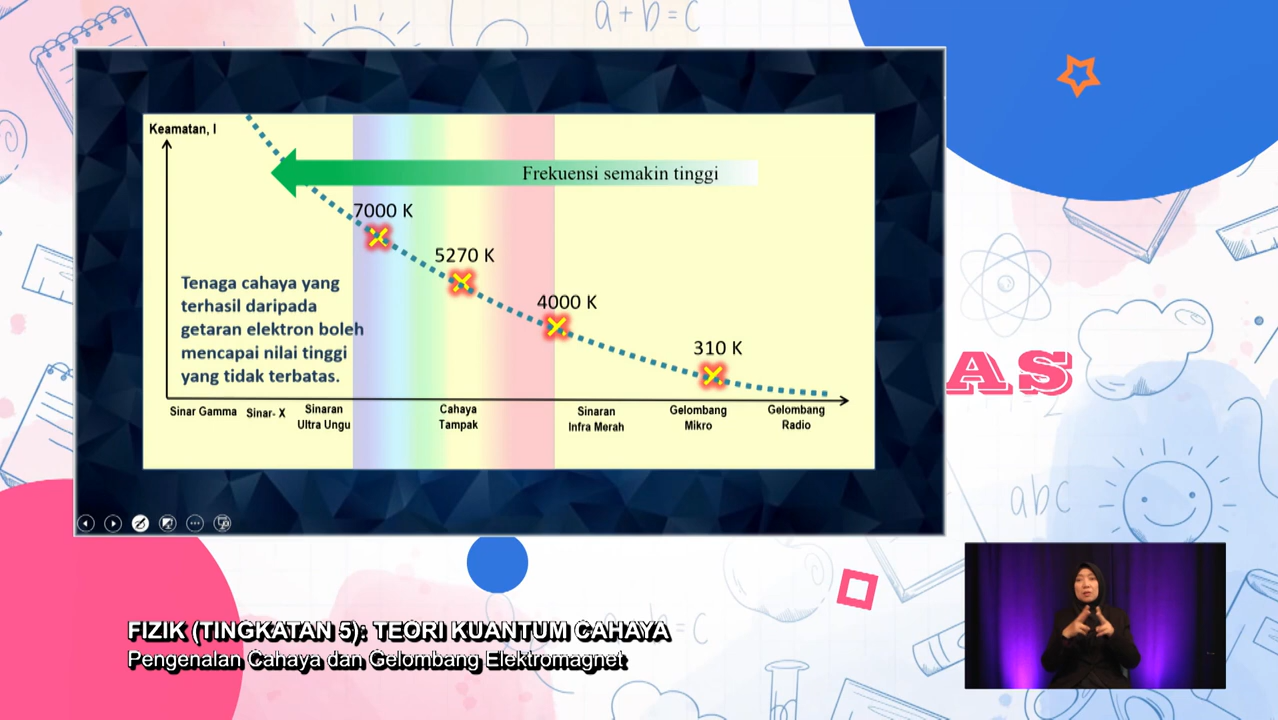 a + b = c
Keamatan, I
Frekuensi semakin tinggi
7000 K
5270 K
4000 K
310 K
Tenaga cahaya yang
terhasil daripada
getaran elektron boleh
mencapai nilai tinggi
yang tidak terbatas.
Sinar Gamma
Sinar- X
Sinaran
Ultra Ungu
Cahaya
Tampak
Sinaran
Infra Merah
Gelombang
Mikro
Gelombang
Radio
AS
abc
FIZIK (TINGKATAN 5): TEORI KUANTUM CAHAYA
Pengenalan Cahaya dan Gelombang Elektromagnet